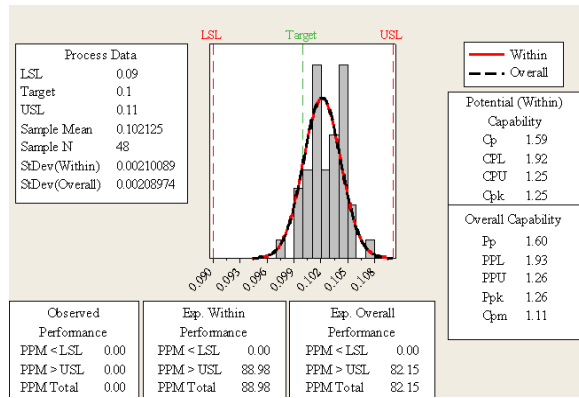 LSL Target USL
Process Data
LSL 0.09
Target 0.1
USL 0.11
Sample Mean 0.102125
Sample N 48
StDev(Within) 0.00210089
StDev(Overall) 0.00208974
Within
Overall
Potential (Within)
Capability
Cp 1.59
CPL 1.92
CPU 1.25
Cpk 1.25
Overall Capability
Pp 1.60
PPL 1.93
PPU 1.26
Ppk 1.26
Cpm 1.11
0.090 0.093 0.096 0.099 0.102 0.105 0.108
Observed
Performance
PPM < LSL 0.00
PPM > USL 0.00
PPM Total 0.00
Exp. Within
Performance
PPM < LSL 0.00
PPM > USL 88.98
PPM Total 88.98
Exp. Overall
Performance
PPM < LSL 0.00
PPM > USL 82.15
PPM Total 82.15